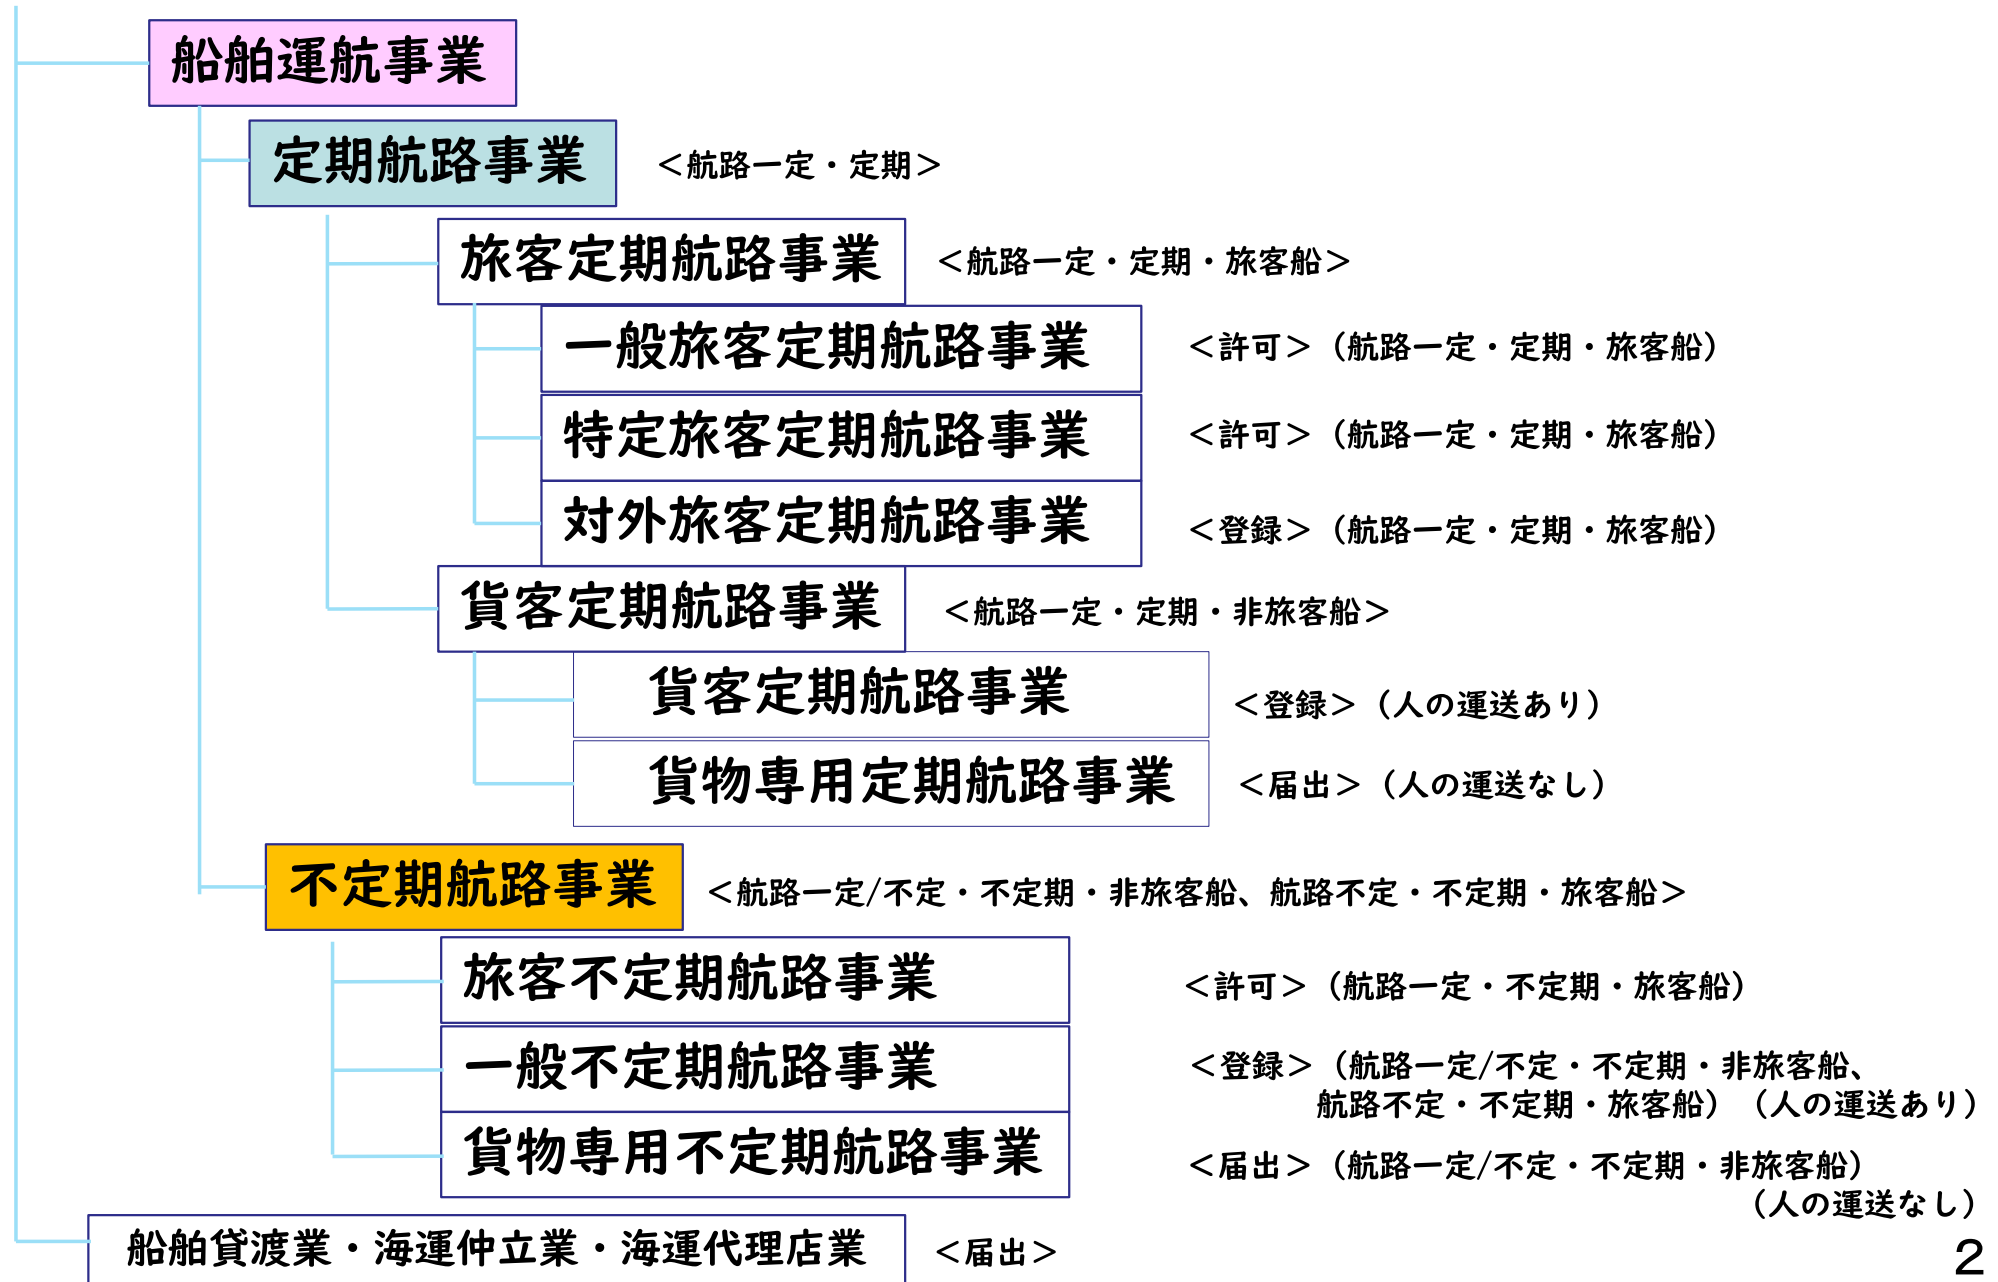 船舶運航事業
定期航路事業 ＜航路一定・定期＞
旅客定期航路事業 ＜航路一定・定期・旅客船＞
一般旅客定期航路事業 ＜許可＞（航路一定・定期・旅客船）
特定旅客定期航路事業 ＜許可＞（航路一定・定期・旅客船）
対外旅客定期航路事業 ＜登録＞（航路一定・定期・旅客船）
貨客定期航路事業 ＜航路一定・定期・非旅客船＞
貨客定期航路事業 ＜登録＞（人の運送あり）
貨物専用定期航路事業 ＜届出＞（人の運送なし）
不定期航路事業 ＜航路一定/不定・不定期・非旅客船、航路不定・不定期・旅客船＞
旅客不定期航路事業 ＜許可＞（航路一定・不定期・旅客船）
一般不定期航路事業 ＜登録＞（航路一定/不定・不定期・非旅客船、
航路不定・不定期・旅客船）（人の運送あり）
貨物専用不定期航路事業 ＜届出＞（航路一定/不定・不定期・非旅客船）
（人の運送なし）
船舶貸渡業・海運仲立業・海運代理店業 ＜届出＞
2